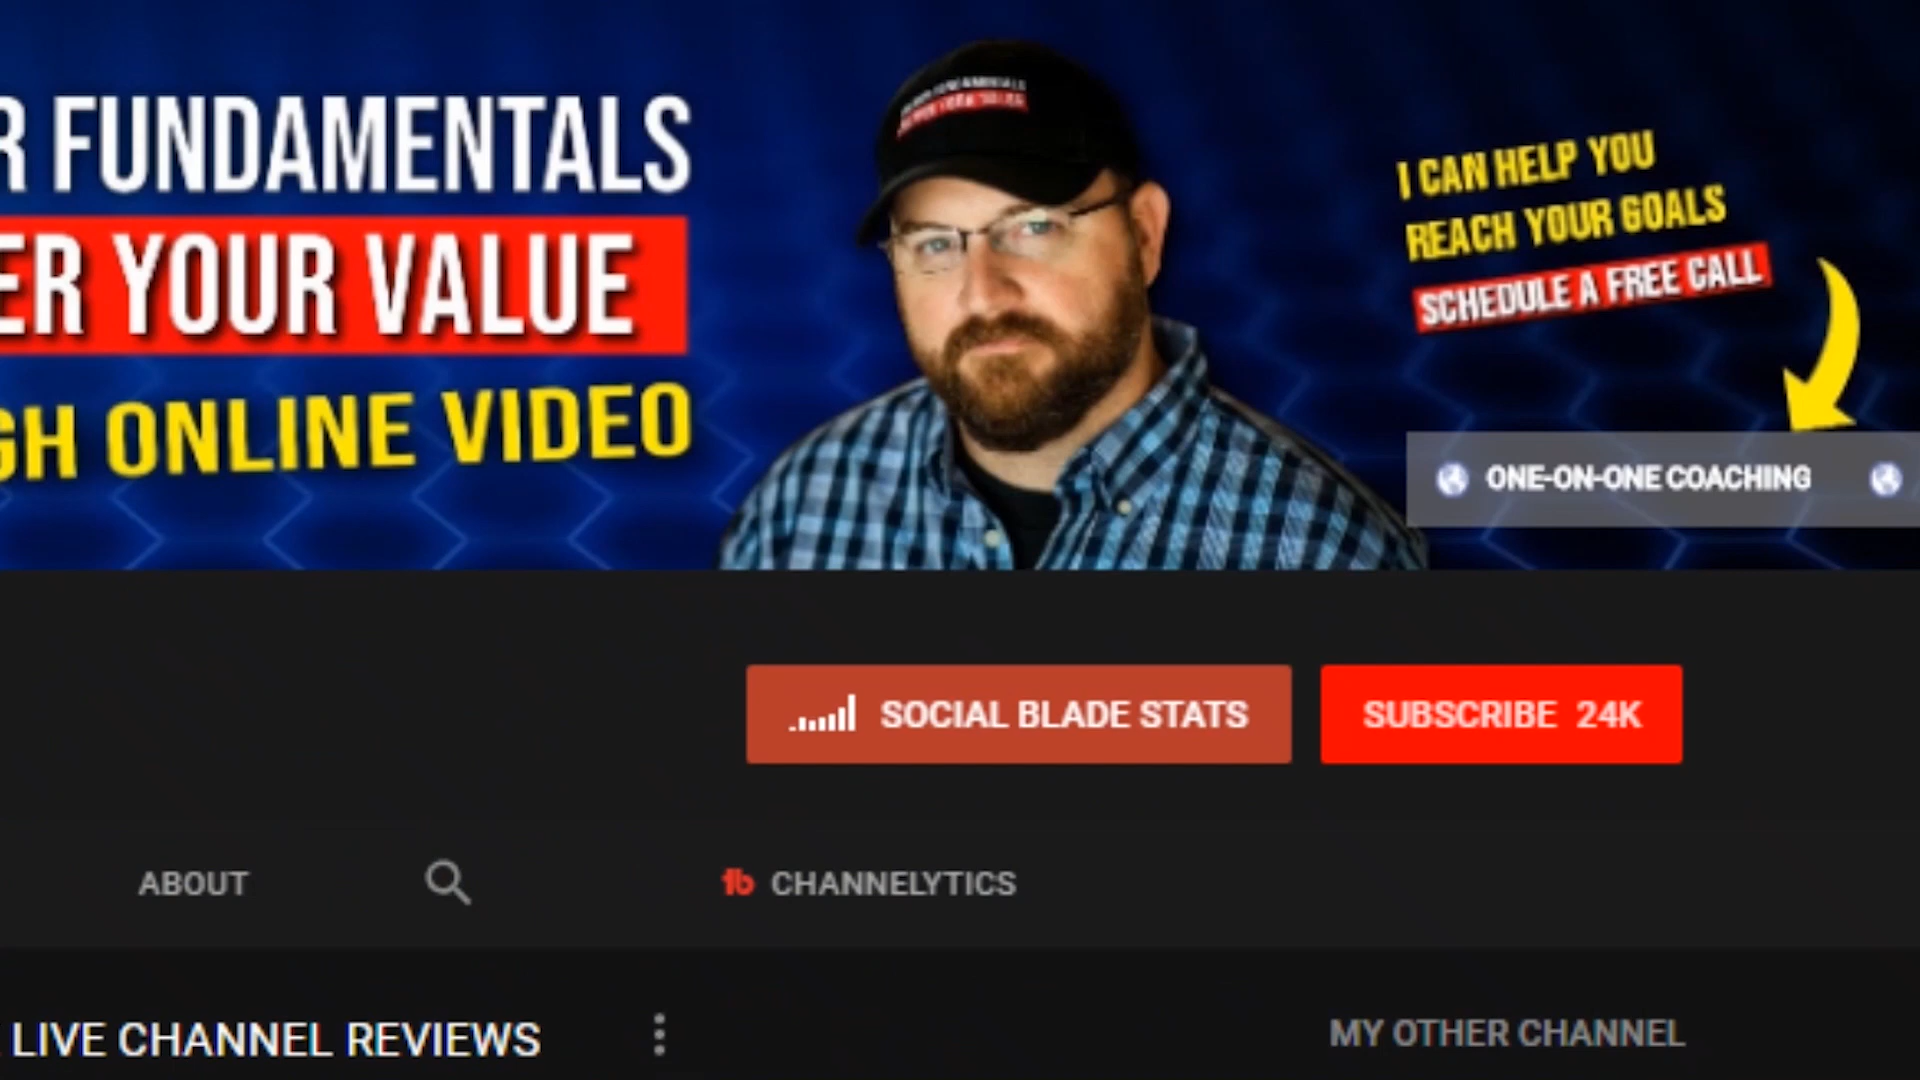 R FUNDAMENTALS
ER YOUR VALUE
GH ONLINE VIDEO
I CAN HELP YOU
REACH YOUR GOALS
SCHEDULE A FREE CALL
ONE-ON-ONE COACHING
SOCIAL BLADE STATS
SUBSCRIBE 24K
ABOUT
tb CHANNELYTICS
LIVE CHANNEL REVIEWS
MY OTHER CHANNEL